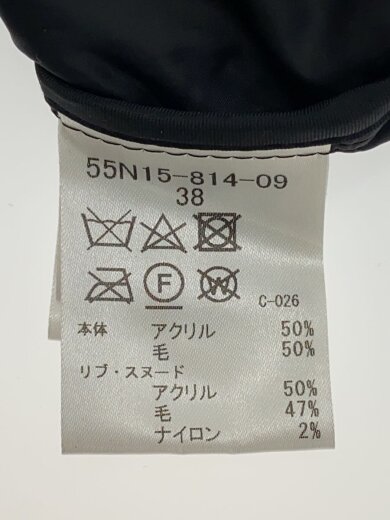 55N15-814-09
38
F W
C-026
本体 アクリル 50%
毛 50%
リブ・スヌード
アクリル 50%
毛 47%
ナイロン 2%